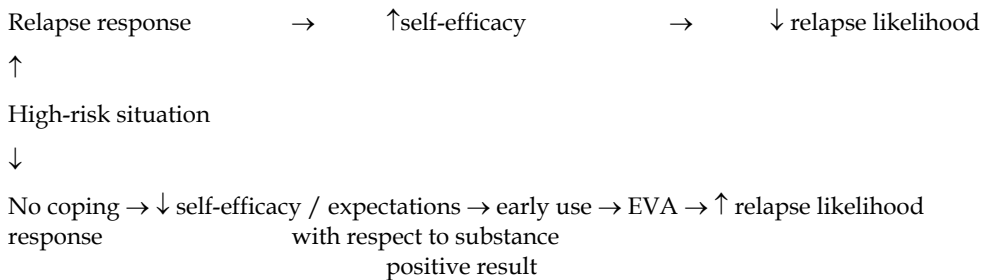 Relapse response → ↑self-efficacy → ↓ relapse likelihood
↑
High-risk situation
↓
No coping → ↓ self-efficacy / expectations → early use → EVA → ↑ relapse likelihood
response with respect to substance
positive result